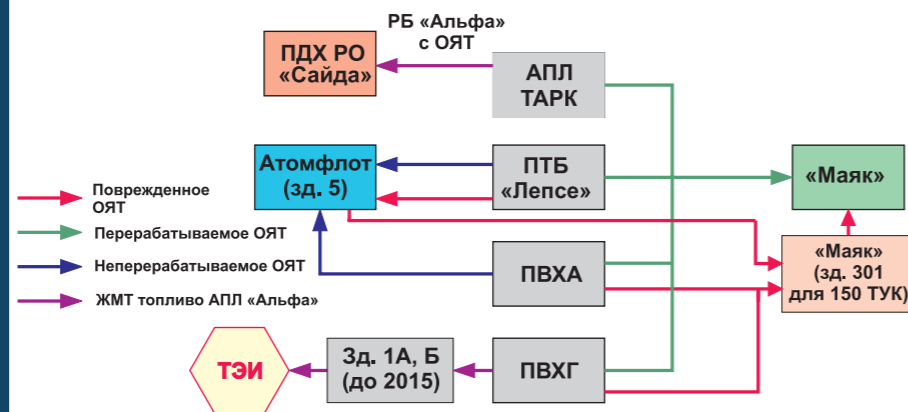 РБ «Альфа»
с ОЯТ
ПДХ РО
«Сайда»
АПЛ
ТАРК
Атомфлот
(зд. 5)
ПТБ
«Лепсе»
«Маяк»
Поврежденное
ОЯТ
Перерабатываемое ОЯТ
Неперерабатываемое ОЯТ
ЖМТ топливо АПЛ «Альфа»
ПВХА
«Маяк»
(зд. 301
для 150 ТУК)
ТЭИ
Зд. 1А, Б
(до 2015)
ПВХГ